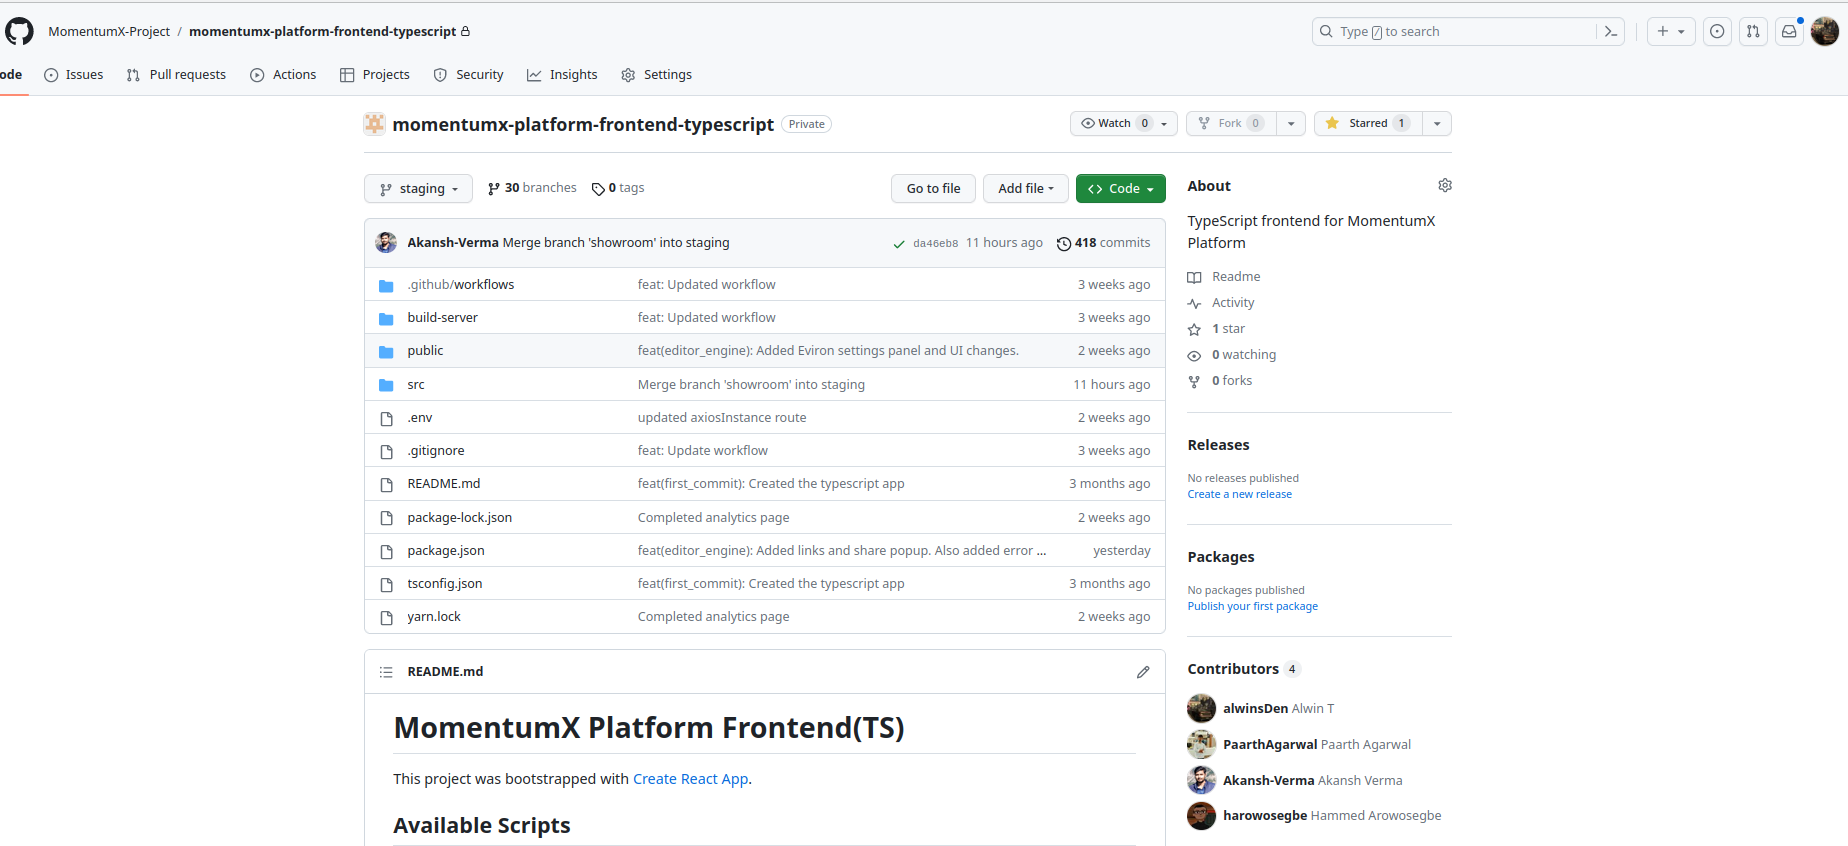 MomentumX-Project / momentumx-platform-frontend-typescript
Type / to search
ode Issues Pull requests Actions Projects Security Insights Settings
momentumx-platform-frontend-typescript Private
Watch 0 Fork 0 Starred 1
staging 30 branches 0 tags Go to file Add file Code
Akansh-Verma Merge branch 'showroom' into staging da46eb8 11 hours ago 418 commits
.github/workflows feat: Updated workflow 3 weeks ago
build-server feat: Updated workflow 3 weeks ago
public feat(editor_engine): Added Eviron settings panel and UI changes. 2 weeks ago
src Merge branch 'showroom' into staging 11 hours ago
.env updated axiosInstance route 2 weeks ago
.gitignore feat: Update workflow 3 weeks ago
README.md feat(first_commit): Created the typescript app 3 months ago
package-lock.json Completed analytics page 2 weeks ago
package.json feat(editor_engine): Added links and share popup. Also added error ... yesterday
tsconfig.json feat(first_commit): Created the typescript app 3 months ago
yarn.lock Completed analytics page 2 weeks ago
README.md
MomentumX Platform Frontend(TS)
This project was bootstrapped with Create React App.
Available Scripts
About
TypeScript frontend for MomentumX
Platform
Readme
Activity
1 star
0 watching
0 forks
Releases
No releases published
Create a new release
Packages
No packages published
Publish your first package
Contributors 4
alwinsDen Alwin T
PaarthAgarwal Paarth Agarwal
Akansh-Verma Akansh Verma
harowosegbe Hammed Arowosegbe